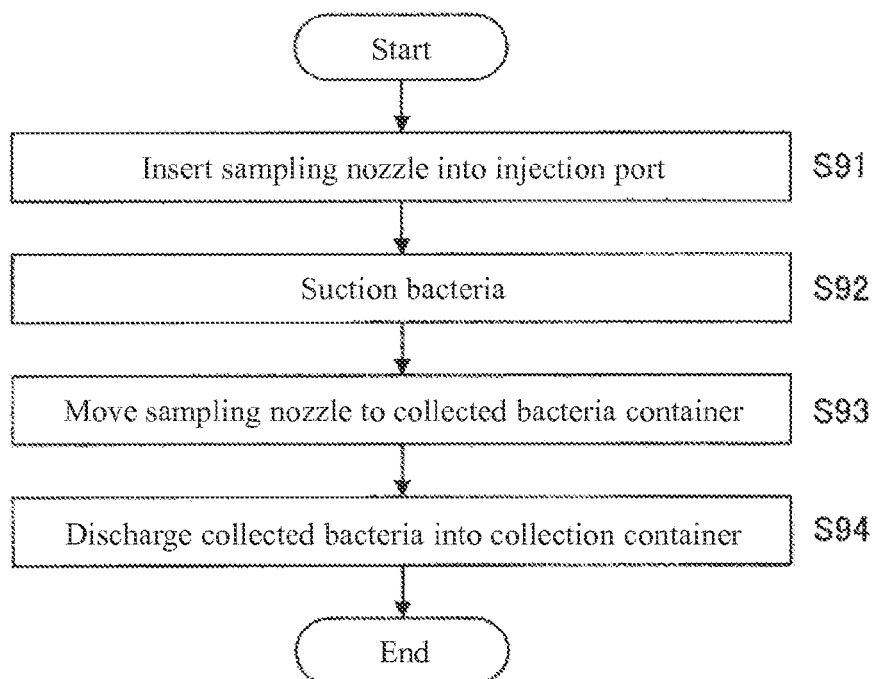 Start
Insert sampling nozzle into injection port S91
Suction bacteria S92
Move sampling nozzle to collected bacteria container S93
Discharge collected bacteria into collection container S94
End